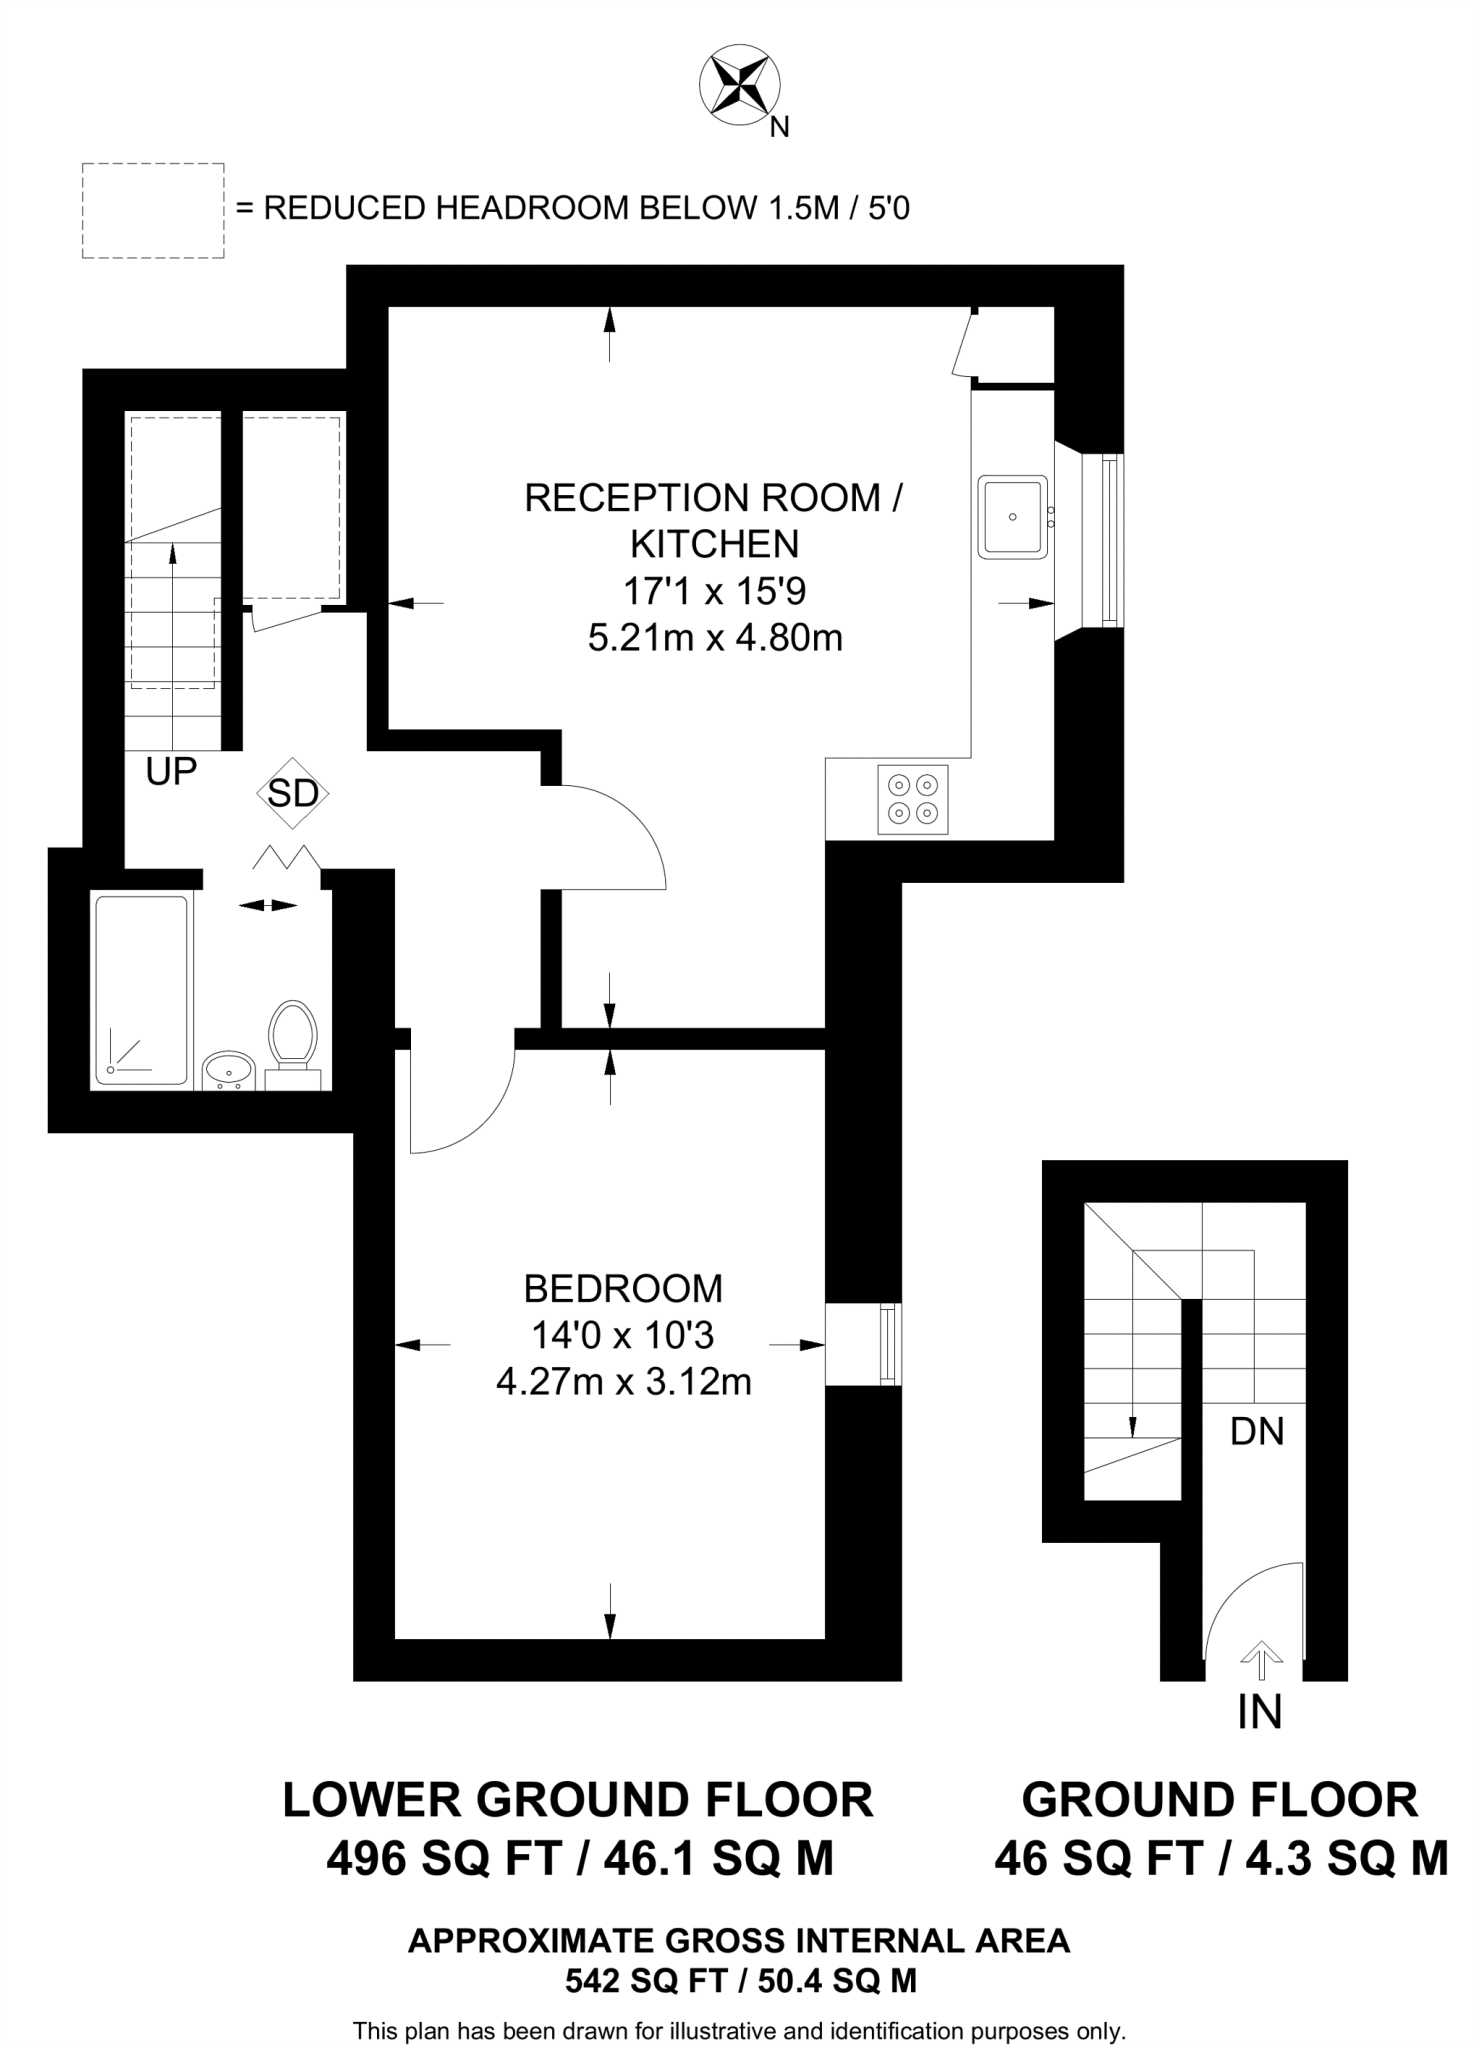 N
= REDUCED HEADROOM BELOW 1.5M / 5'0
RECEPTION ROOM /
KITCHEN
17'1 x 15'9
5.21m x 4.80m
UP
SD
BEDROOM
14'0 x 10'3
4.27m x 3.12m
DN
IN
LOWER GROUND FLOOR
496 SQ FT / 46.1 SQ M
GROUND FLOOR
46 SQ FT / 4.3 SQ M
APPROXIMATE GROSS INTERNAL AREA
542 SQ FT / 50.4 SQ M
This plan has been drawn for illustrative and identification purposes only.